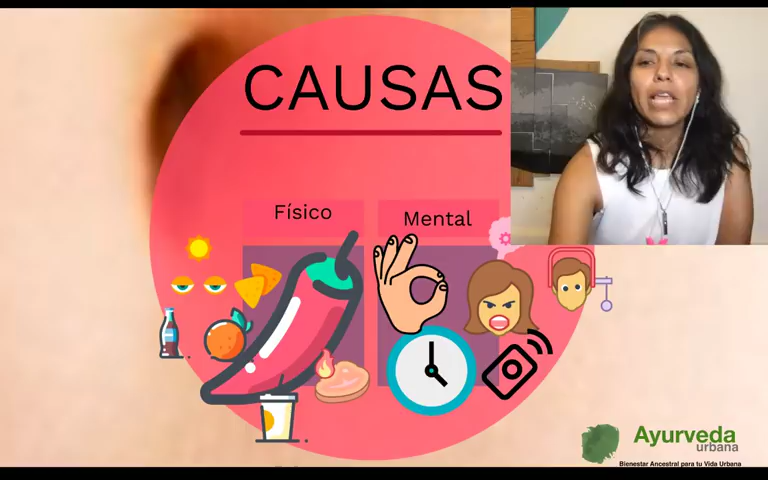 CAUSAS
Físico
Mental
Ayurveda
urbana
Bienestar Ancestral para tu Vida Urbana